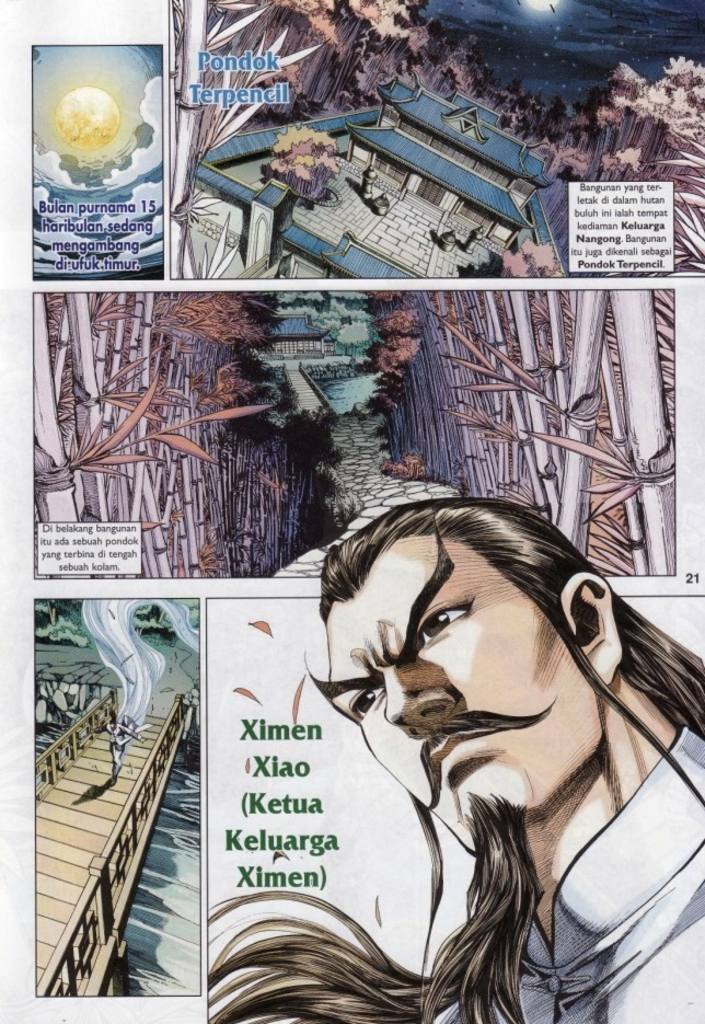 Pondok
Terpencil
Bulan purnama 15
haribulan sedang
mengambang
di ufuk timur.
Bangunan yang ter-
letak di dalam hutan
buluh ini ialah tempat
kediaman Keluarga
Nangong. Bangunan
itu juga dikenali sebagai
Pondok Terpencil.
Di belakang bangunan
itu ada sebuah pondok
yang terbina di tengah
sebuah kolam.
21
Ximen
Xiao
(Ketua
Keluarga
Ximen)